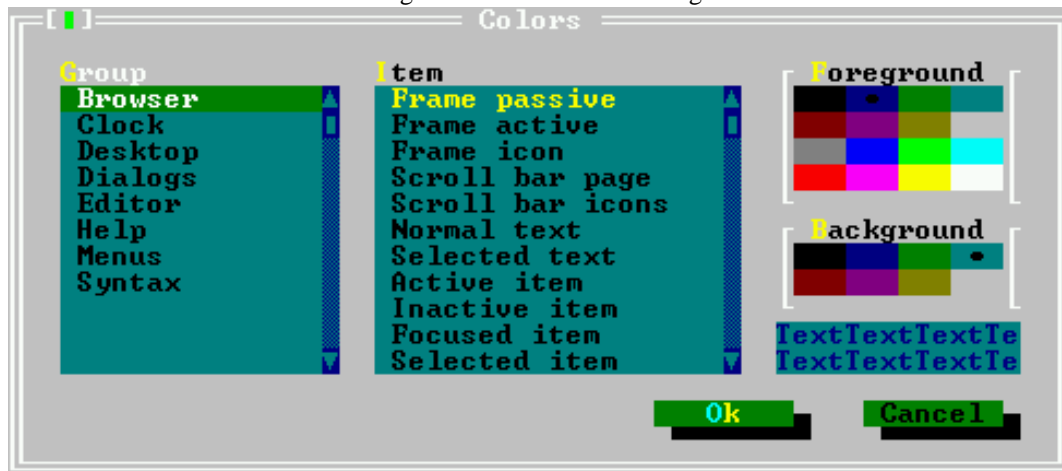 Colors
Group
Browser
Clock
Desktop
Dialogs
Editor
Help
Menus
Syntax
Item
Frame passive
Frame active
Frame icon
Scroll bar page
Scroll bar icons
Normal text
Selected text
Active item
Inactive item
Focused item
Selected item
Foreground
Background
TextTextTextTe
TextTextTextTe
Ok
Cancel